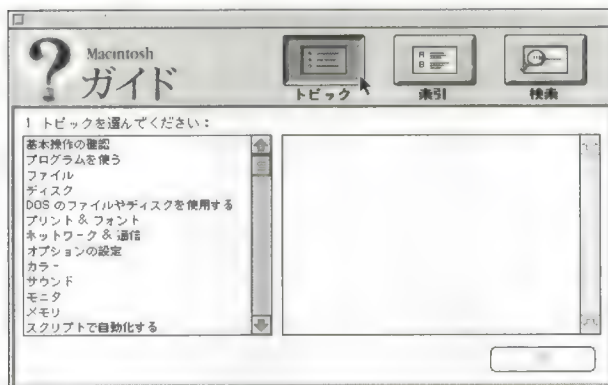 Macintosh
ガイド
トピック
A
B
索引
検索
1 トピックを選んでください：
基本操作の確認
プログラムを使う
ファイル
ディスク
DOS のファイルやディスクを使用する
プリント & フォント
ネットワーク & 通信
オプションの設定
カラー
サウンド
モニタ
メモリ
スクリプトで自動化する